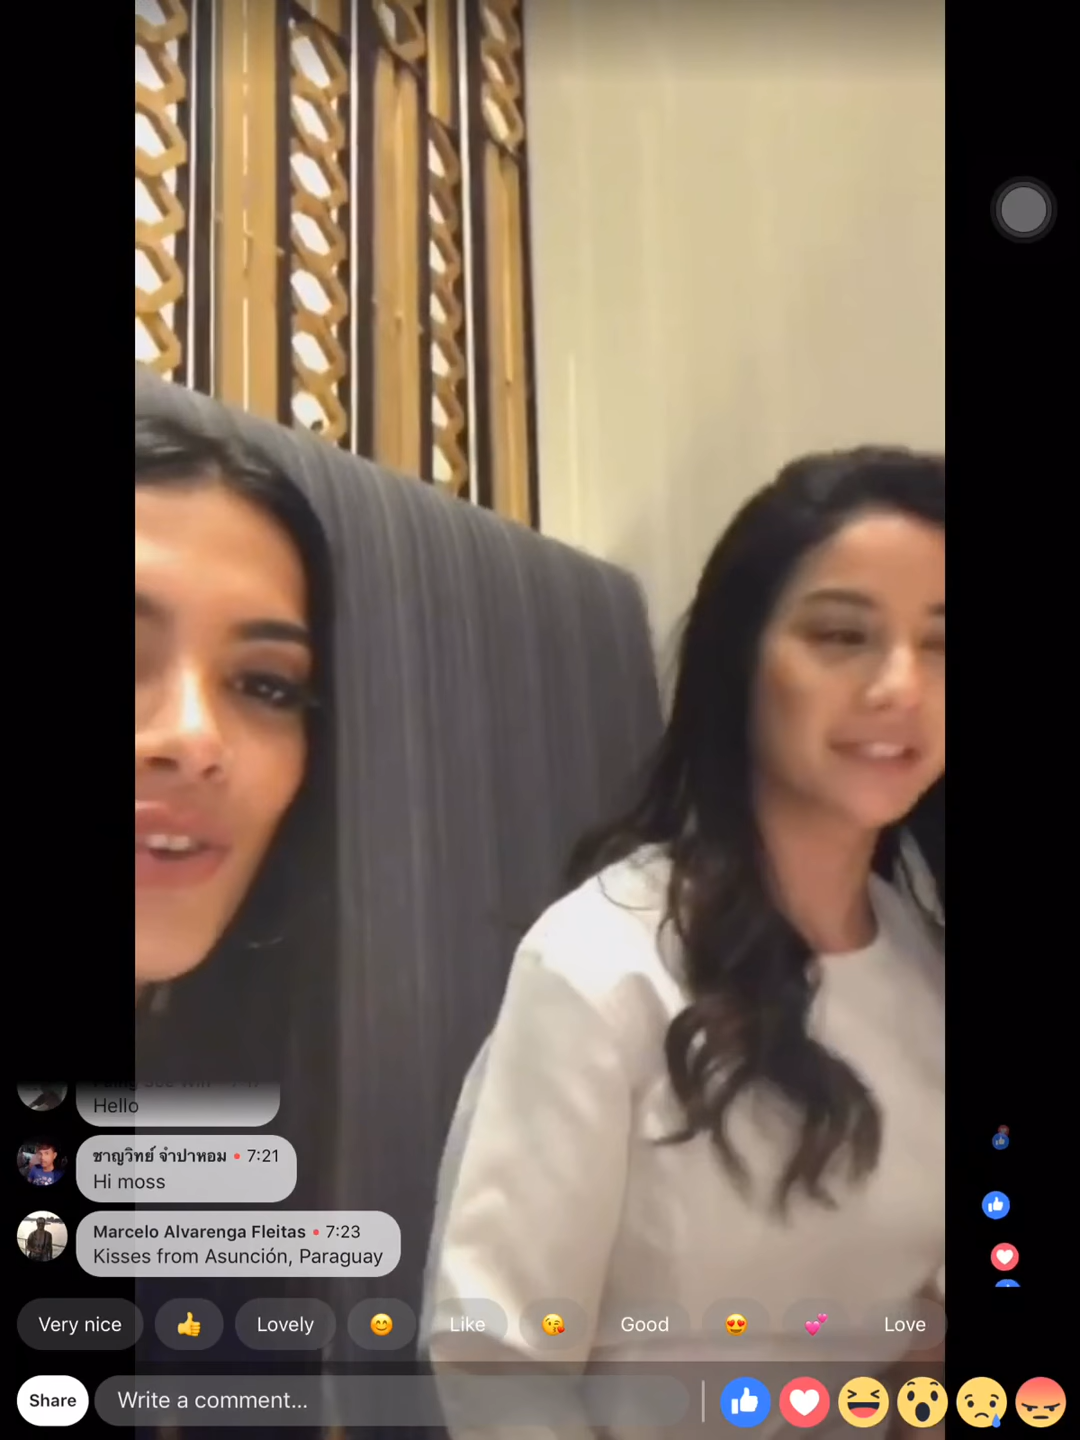 Hello
ชาญวิทย์ จำปาหอม • 7:21
Hi moss
Marcelo Alvarenga Fleitas • 7:23
Kisses from Asunción, Paraguay
Very nice
Lovely
Like
Good
Love
Share
Write a comment...